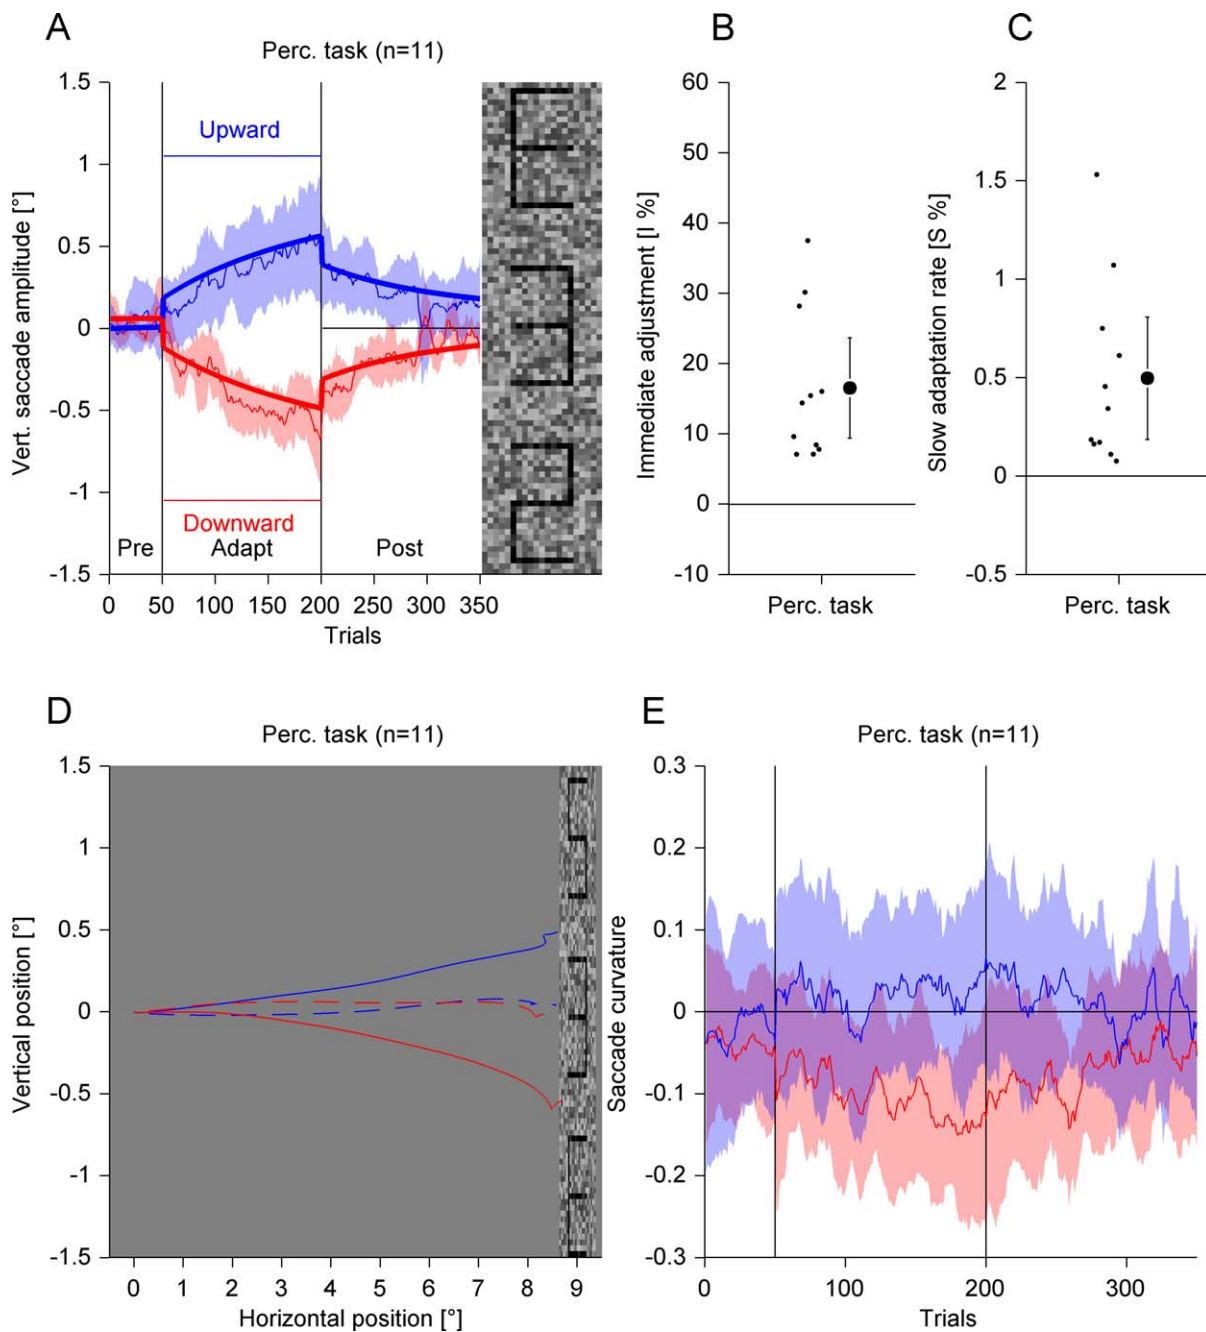 A
Perc. task (n=11)
Vert. saccade amplitude [°]
1.5
1
0.5
0
-0.5
-1
-1.5
Upward
Downward
Pre
Adapt
Post
0 50 100 150 200 250 300 350
Trials
B
Immediate adjustment [I %]
60
50
40
30
20
10
0
-10
Perc. task
C
Slow adaptation rate [S %]
2
1.5
1
0.5
0
-0.5
Perc. task
D
Perc. task (n=11)
Vertical position [°]
1.5
1
0.5
0
-0.5
-1
-1.5
0 1 2 3 4 5 6 7 8 9
Horizontal position [°]
E
Perc. task (n=11)
Saccade curvature
0.3
0.2
0.1
0
-0.1
-0.2
-0.3
0 100 200 300
Trials